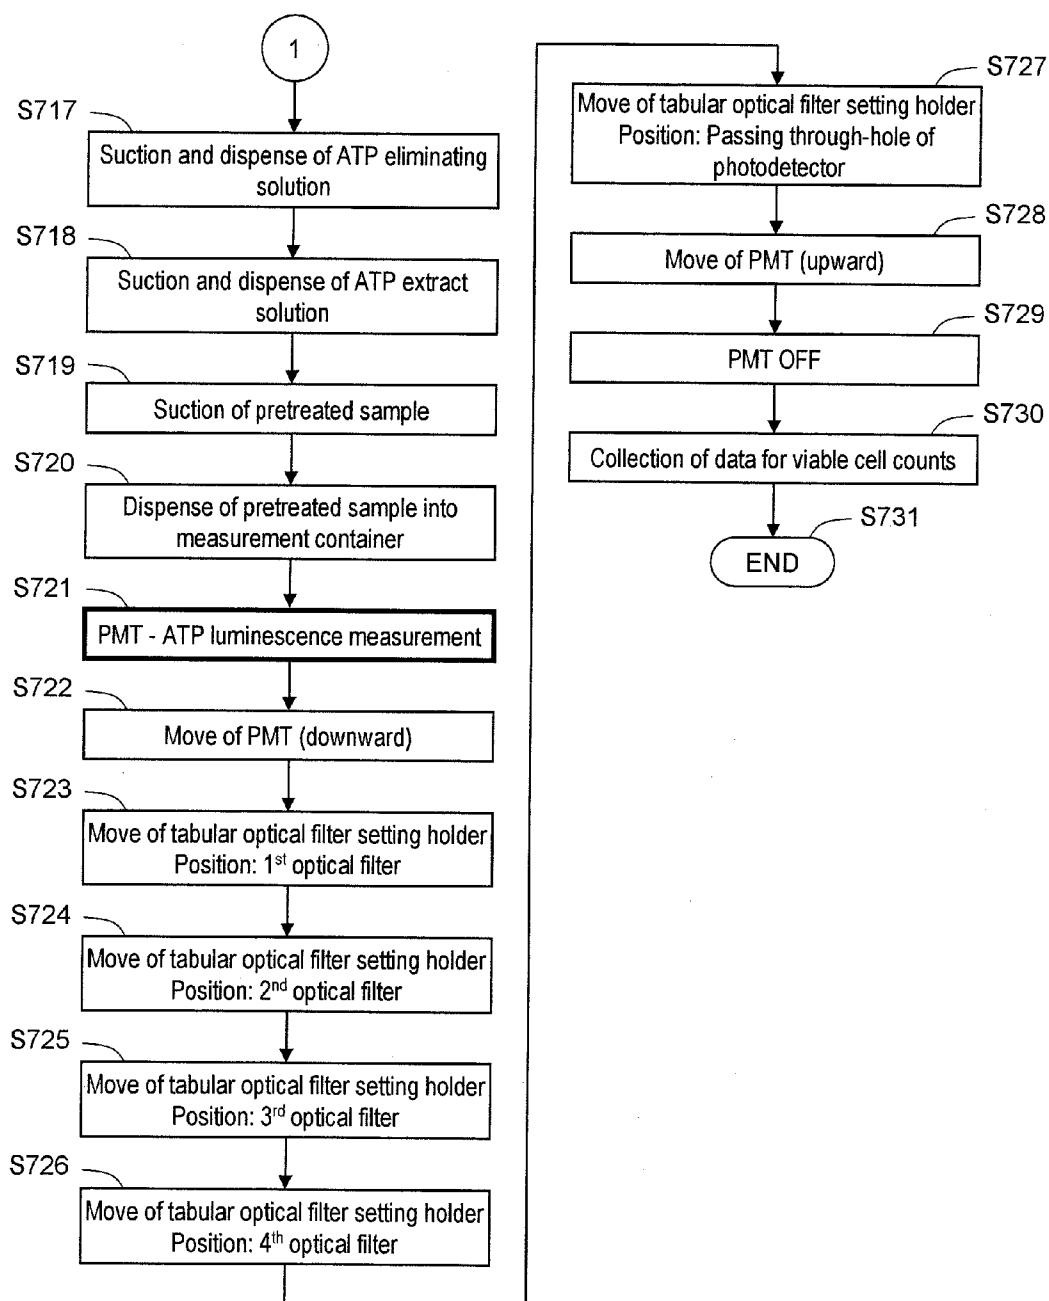 1
S717
Suction and dispense of ATP eliminating
solution
S718
Suction and dispense of ATP extract
solution
S719
Suction of pretreated sample
S720
Dispense of pretreated sample into
measurement container
S721
PMT - ATP luminescence measurement
S722
Move of PMT (downward)
S723
Move of tabular optical filter setting holder
Position: 1st optical filter
S724
Move of tabular optical filter setting holder
Position: 2nd optical filter
S725
Move of tabular optical filter setting holder
Position: 3rd optical filter
S726
Move of tabular optical filter setting holder
Position: 4th optical filter
S727
Move of tabular optical filter setting holder
Position: Passing through-hole of
photodetector
S728
Move of PMT (upward)
S729
PMT OFF
S730
Collection of data for viable cell counts
S731
END